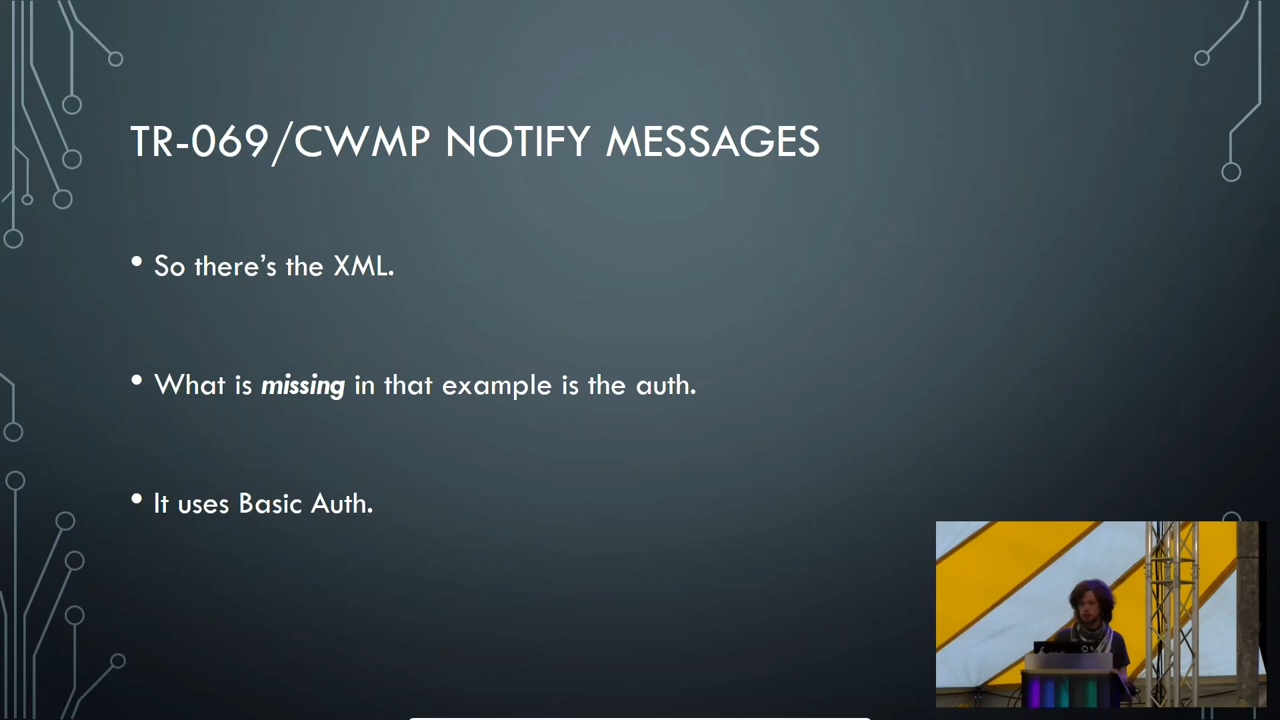 TR-069/CWMP NOTIFY MESSAGES
• So there's the XML.
• What is missing in that example is the auth.
• It uses Basic Auth.